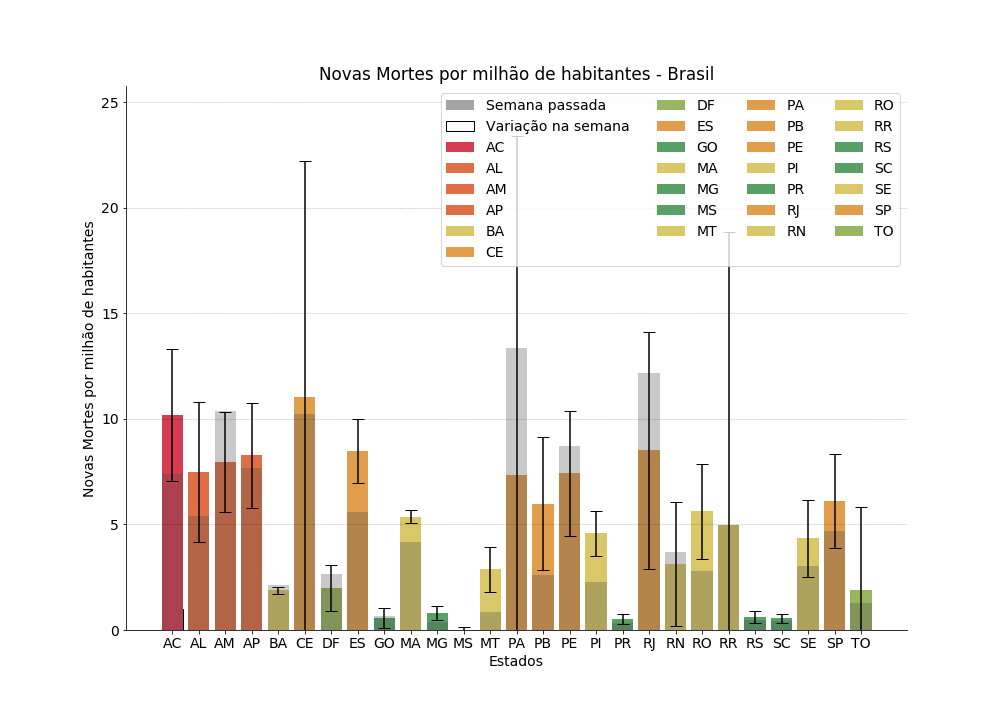 Novas Mortes por milhão de habitantes - Brasil
Novas Mortes por milhão de habitantes
25
20
15
10
5
0
Semana passada
Variação na semana
AC
AL
AM
AP
BA
CE
DF
ES
GO
MA
MG
MS
MT
PA
PB
PE
PI
PR
RJ
RN
RO
RR
RS
SC
SE
SP
TO
AC AL AM AP BA CE DF ES GO MA MG MS MT PA PB PE PI PR RJ RN RO RR RS SC SE SP TO
Estados